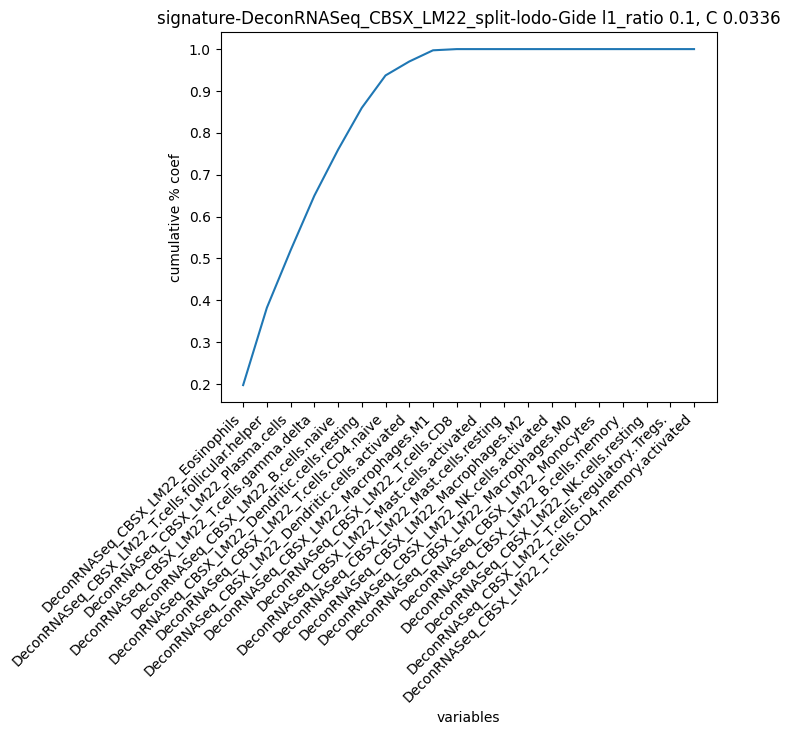 signature-DeconRNASeq_CBSX_LM22_split-lodo-Gide l1_ratio 0.1, C 0.0336
1.0
0.9
0.8
0.7
0.6
0.5
0.4
0.3
0.2
cumulative % coef
DeconRNASeq_CBSX_LM22_Eosinophils
DeconRNASeq_CBSX_LM22_T.cells.follicular.helper
DeconRNASeq_CBSX_LM22_Plasma.cells
DeconRNASeq_CBSX_LM22_T.cells.gamma.delta
DeconRNASeq_CBSX_LM22_B.cells.naive
DeconRNASeq_CBSX_LM22_Dendritic.cells.resting
DeconRNASeq_CBSX_LM22_T.cells.CD4.naive
DeconRNASeq_CBSX_LM22_Dendritic.cells.activated
DeconRNASeq_CBSX_LM22_Macrophages.M1
DeconRNASeq_CBSX_LM22_T.cells.CD8
DeconRNASeq_CBSX_LM22_Mast.cells.activated
DeconRNASeq_CBSX_LM22_Mast.cells.resting
DeconRNASeq_CBSX_LM22_Macrophages.M2
DeconRNASeq_CBSX_LM22_NK.cells.activated
DeconRNASeq_CBSX_LM22_Macrophages.M0
DeconRNASeq_CBSX_LM22_Monocytes
DeconRNASeq_CBSX_LM22_B.cells.memory
DeconRNASeq_CBSX_LM22_NK.cells.resting
DeconRNASeq_CBSX_LM22_T.cells.regulatory..Tregs.
DeconRNASeq_CBSX_LM22_T.cells.CD4.memory.activated
variables